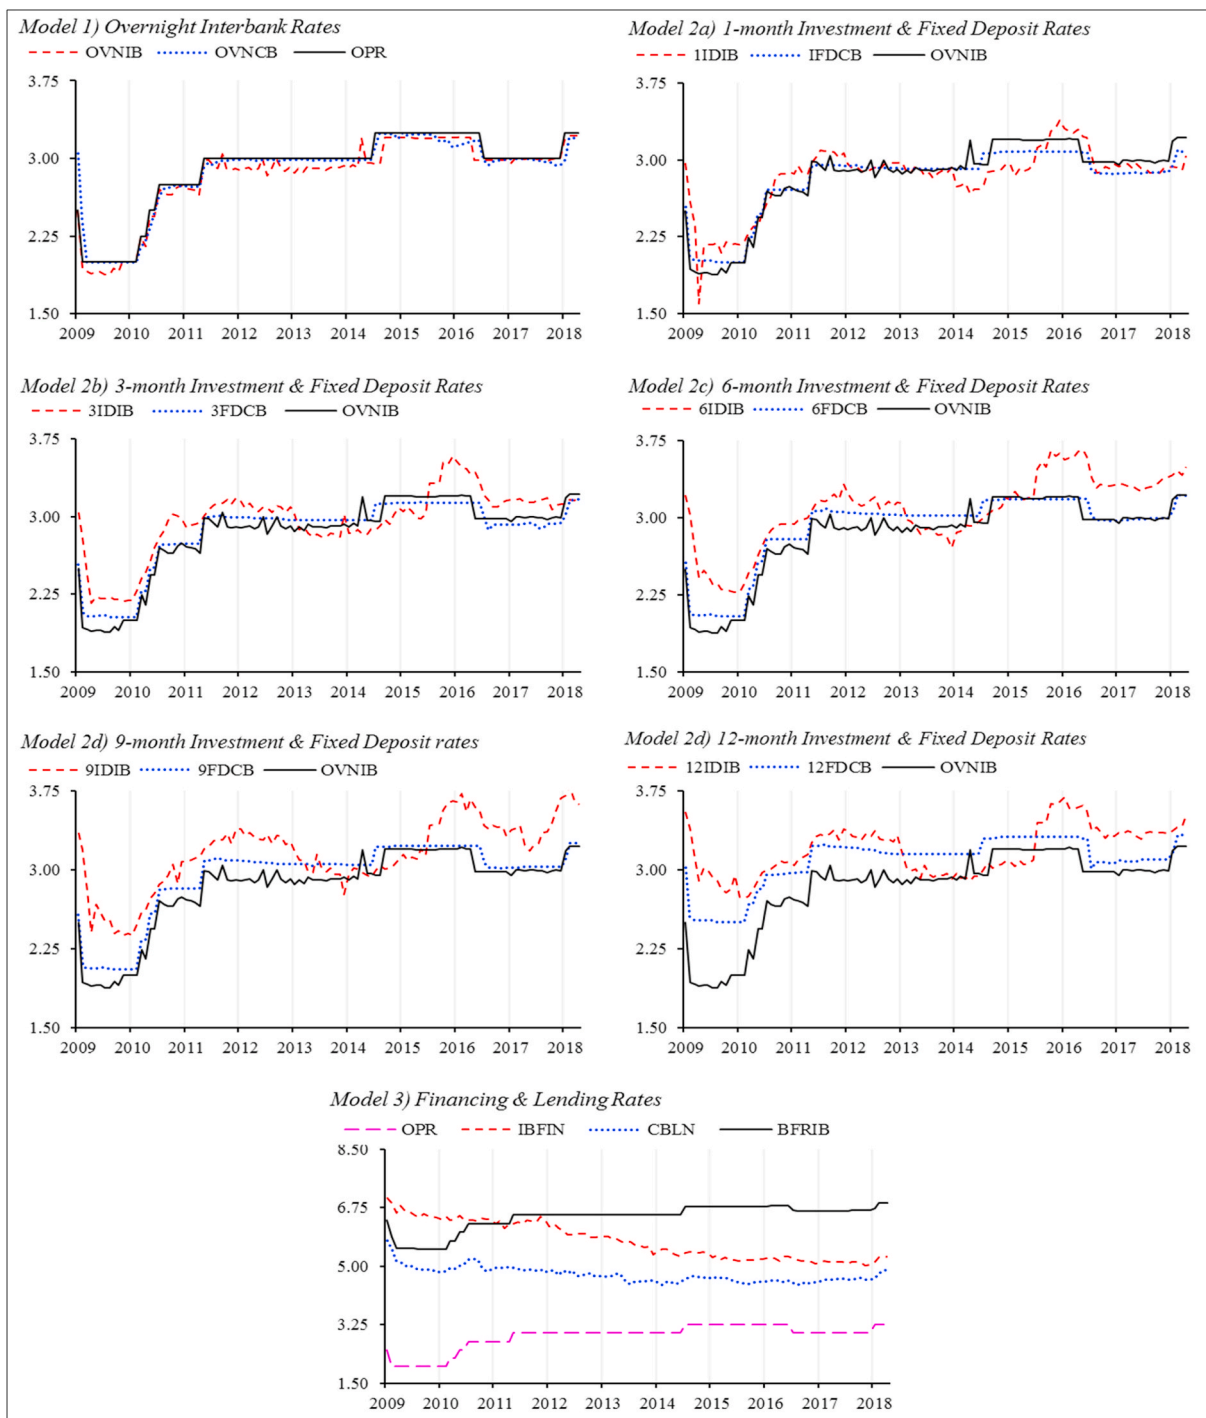 Model 1) Overnight Interbank Rates
OVNIB OVNCB OPR
3.75
3.00
2.25
1.50
2009 2010 2011 2012 2013 2014 2015 2016 2017 2018
Model 2a) 1-month Investment & Fixed Deposit Rates
1IDIB 1FDCB OVNIB
3.75
3.00
2.25
1.50
2009 2010 2011 2012 2013 2014 2015 2016 2017 2018
Model 2b) 3-month Investment & Fixed Deposit Rates
3IDIB 3FDCB OVNIB
3.75
3.00
2.25
1.50
2009 2010 2011 2012 2013 2014 2015 2016 2017 2018
Model 2c) 6-month Investment & Fixed Deposit Rates
6IDIB 6FDCB OVNIB
3.75
3.00
2.25
1.50
2009 2010 2011 2012 2013 2014 2015 2016 2017 2018
Model 2d) 9-month Investment & Fixed Deposit rates
9IDIB 9FDCB OVNIB
3.75
3.00
2.25
1.50
2009 2010 2011 2012 2013 2014 2015 2016 2017 2018
Model 2d) 12-month Investment & Fixed Deposit Rates
12IDIB 12FDCB OVNIB
3.75
3.00
2.25
1.50
2009 2010 2011 2012 2013 2014 2015 2016 2017 2018
Model 3) Financing & Lending Rates
OPR IBFIN CBLN BFRIB
8.50
6.75
5.00
3.25
1.50
2009 2010 2011 2012 2013 2014 2015 2016 2017 2018